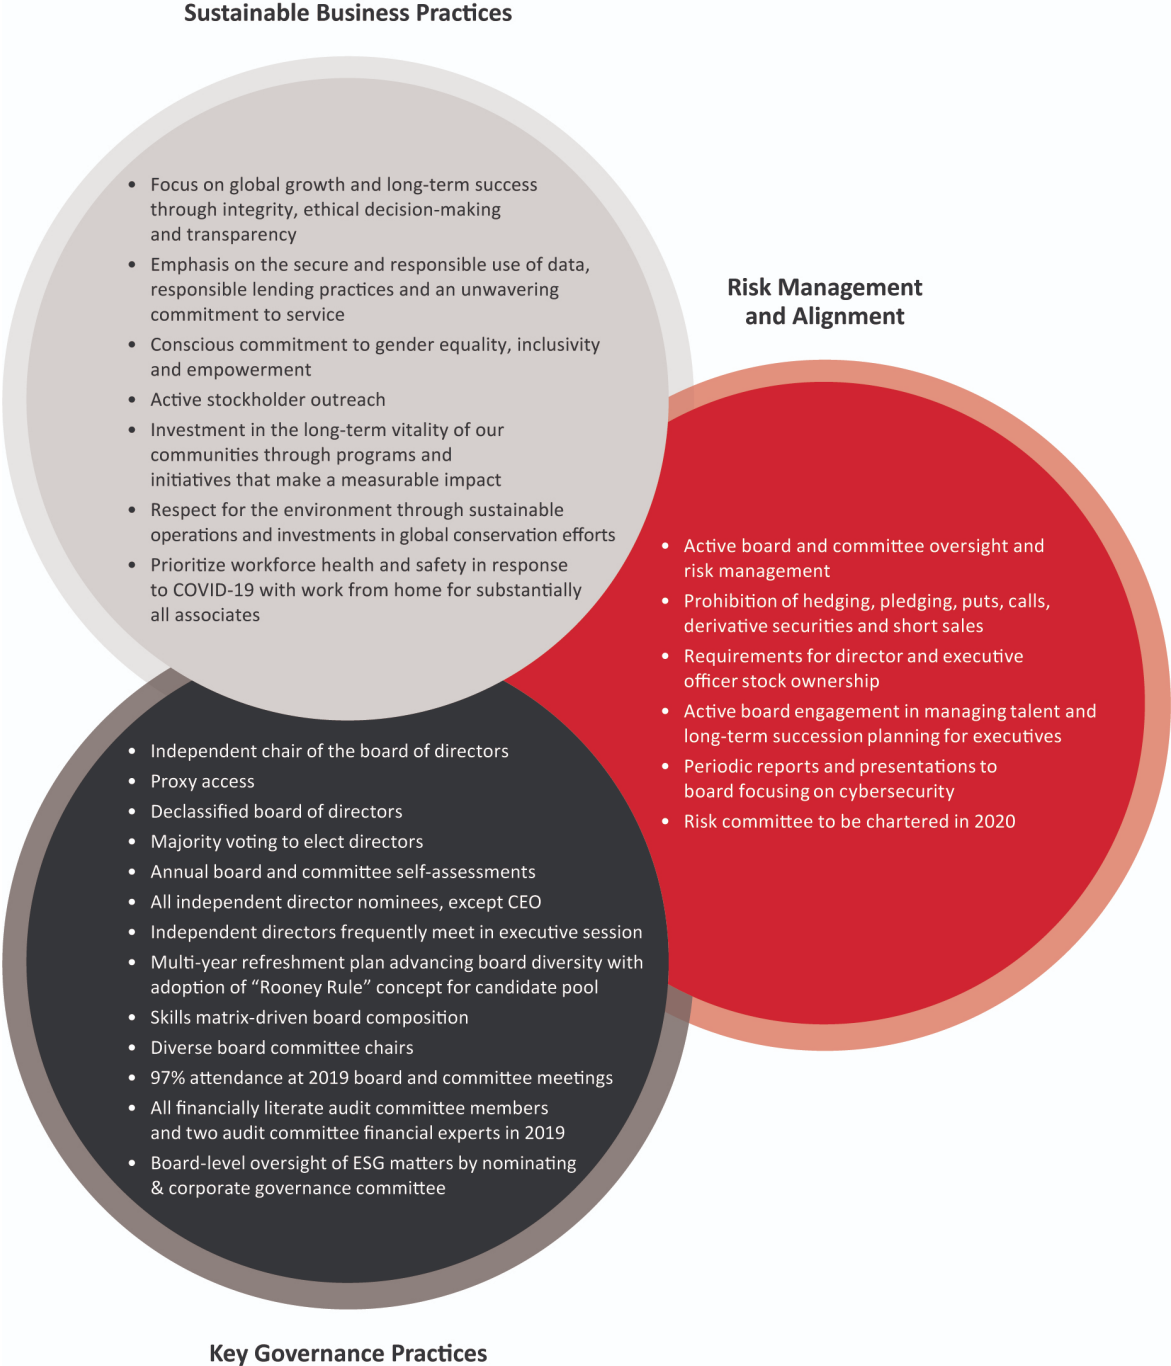 Sustainable Business Practices
• Focus on global growth and long-term success
through integrity, ethical decision-making
and transparency
• Emphasis on the secure and responsible use of data,
responsible lending practices and an unwavering
commitment to service
• Conscious commitment to gender equality, inclusivity
and empowerment
• Active stockholder outreach
• Investment in the long-term vitality of our
communities through programs and
initiatives that make a measurable impact
• Respect for the environment through sustainable
operations and investments in global conservation efforts
• Prioritize workforce health and safety in response
to COVID-19 with work from home for substantially
all associates
Risk Management
and Alignment
• Active board and committee oversight and
risk management
• Prohibition of hedging, pledging, puts, calls,
derivative securities and short sales
• Requirements for director and executive
officer stock ownership
• Active board engagement in managing talent and
long-term succession planning for executives
• Periodic reports and presentations to
board focusing on cybersecurity
• Risk committee to be chartered in 2020
• Independent chair of the board of directors
• Proxy access
• Declassified board of directors
• Majority voting to elect directors
• Annual board and committee self-assessments
• All independent director nominees, except CEO
• Independent directors frequently meet in executive session
• Multi-year refreshment plan advancing board diversity with
adoption of “Rooney Rule” concept for candidate pool
• Skills matrix-driven board composition
• Diverse board committee chairs
• 97% attendance at 2019 board and committee meetings
• All financially literate audit committee members
and two audit committee financial experts in 2019
• Board-level oversight of ESG matters by nominating
& corporate governance committee
Key Governance Practices